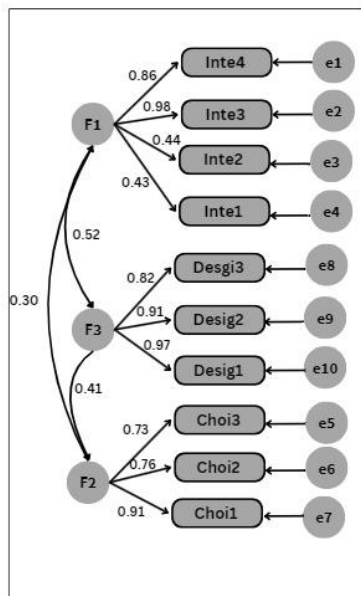 Inte4
e1
0.86
Inte3
e2
0.98
F1
0.44
Inte2
e3
0.43
Inte1
e4
0.52
Desgi3
e8
0.82
0.30
Desig2
e9
0.91
F3
0.97
Desig1
e10
0.41
Choi3
e5
0.73
Choi2
e6
0.76
F2
0.91
Choi1
e7